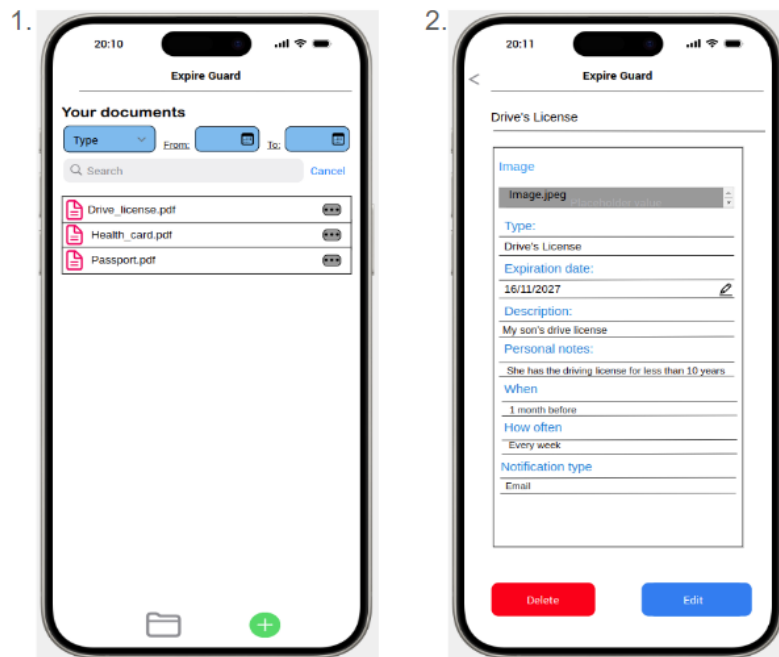 1.
20:10
Expire Guard
Your documents
Type From: To:
Search Cancel
Drive_license.pdf
Health_card.pdf
Passport.pdf
2.
20:11
Expire Guard
<
Drive's License
Image
Image.jpeg
Placeholder value
Type:
Drive's License
Expiration date:
16/11/2027
Description:
My son's drive license
Personal notes:
She has the driving license for less than 10 years
When
1 month before
How often
Every week
Notification type
Email
Delete Edit